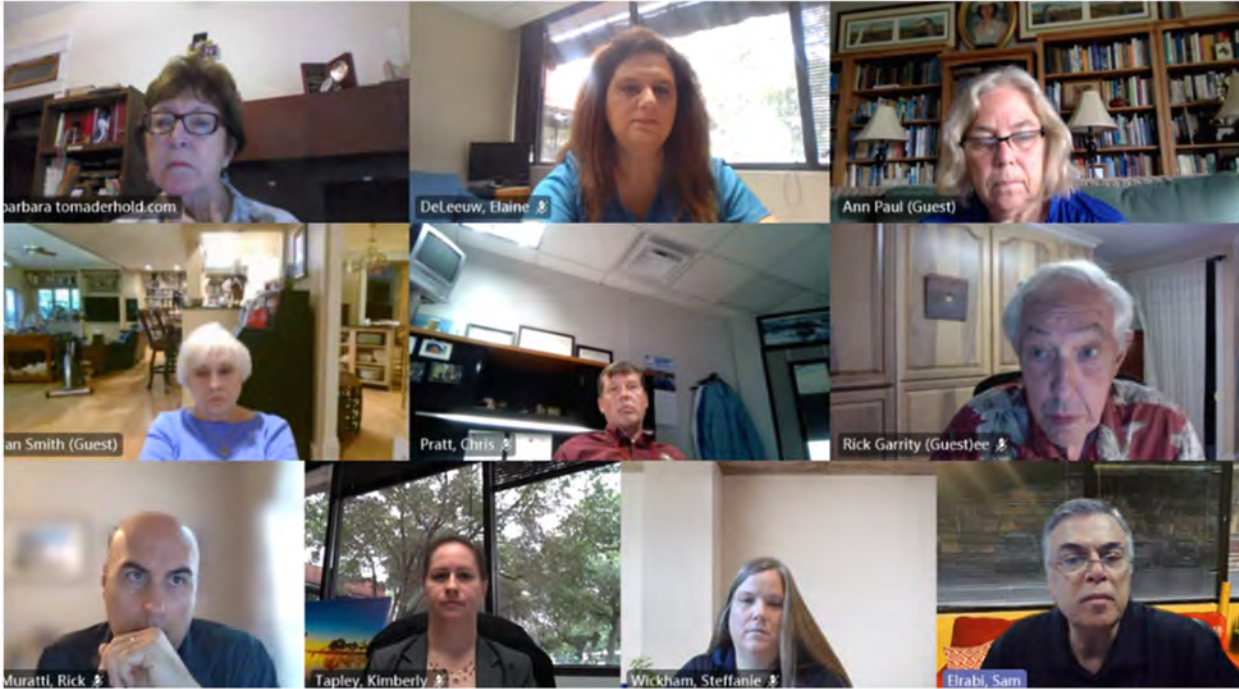 barbara tomaderhold.com
DeLeeuw, Elaine
Ann Paul (Guest)
an Smith (Guest)
Pratt, Chris
Rick Garrity (Guest)ee
Muratti, Rick
Tapley, Kimberly
Wickham, Steffanie
Elrabi, Sam